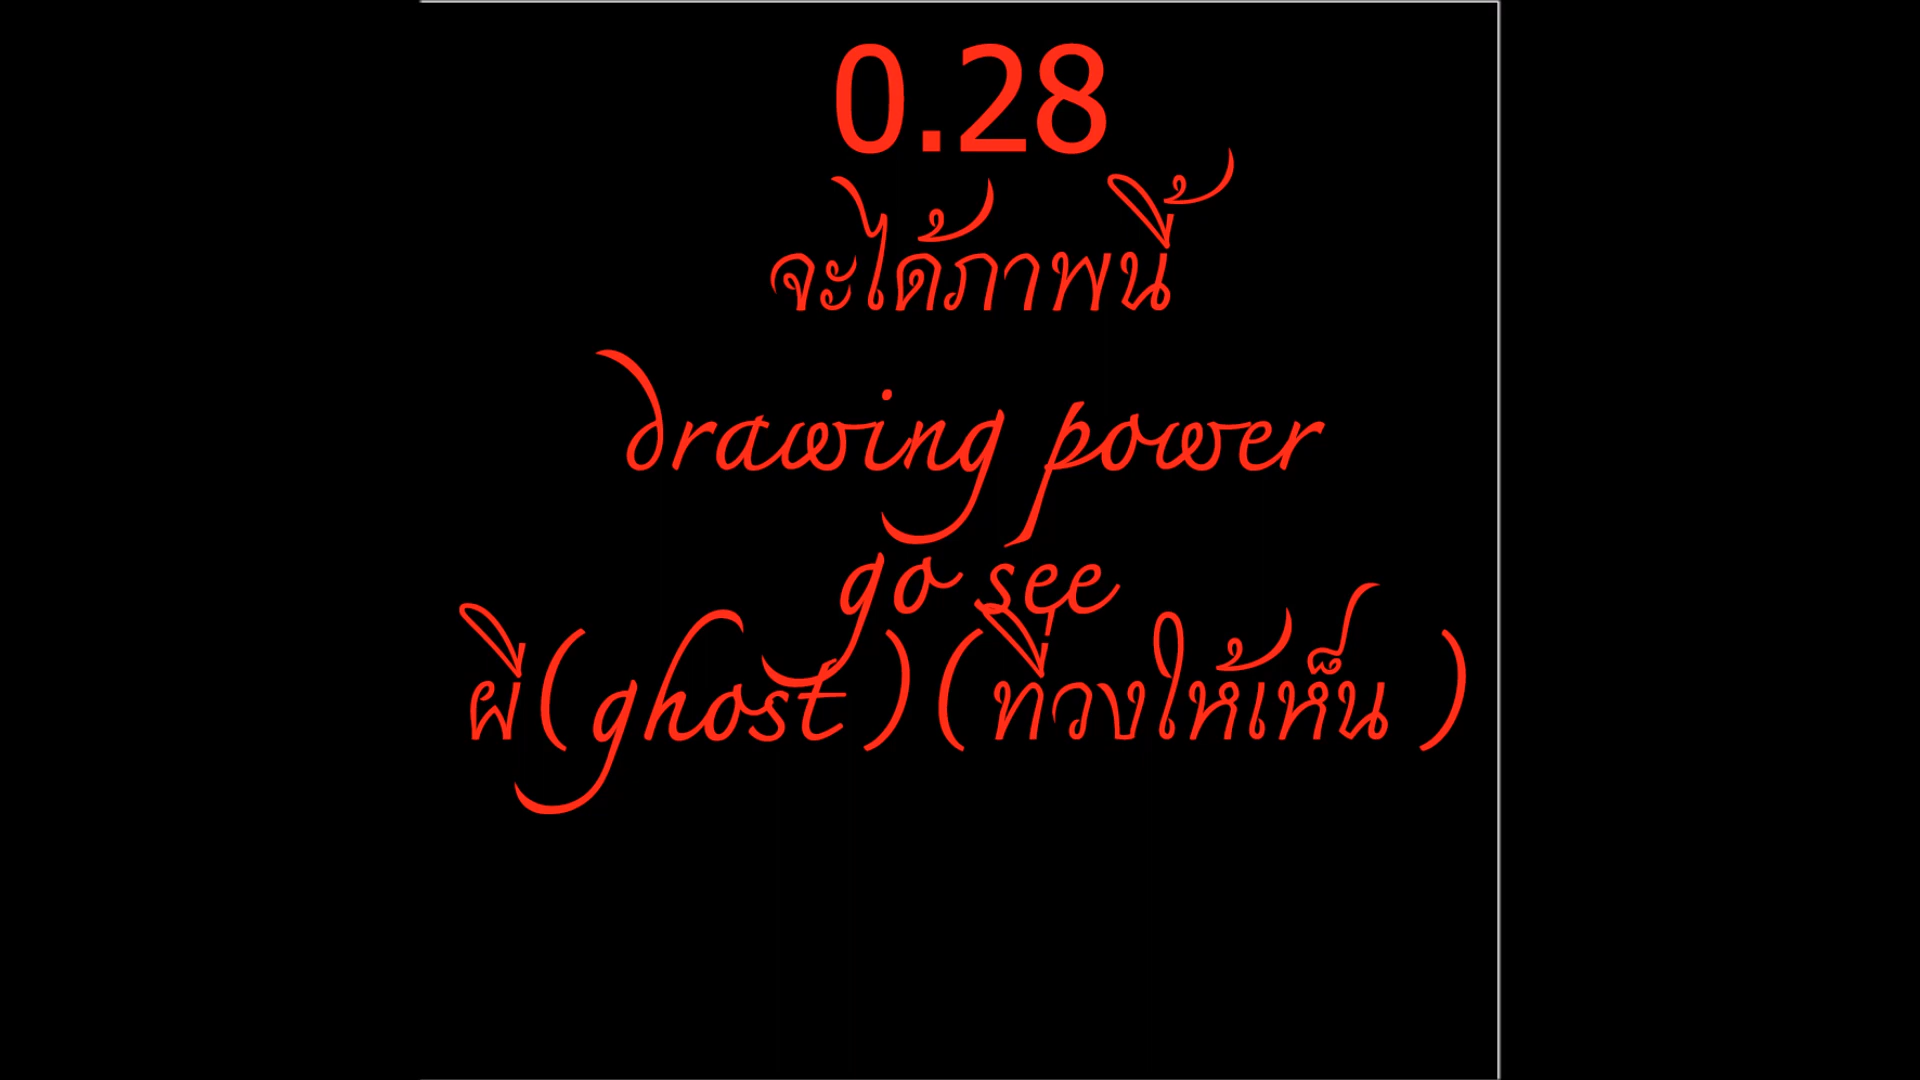 0.28
จะได้ภาพนี้
drawing power
go see
ผี(ghost)(ที่วงให้เห็น)